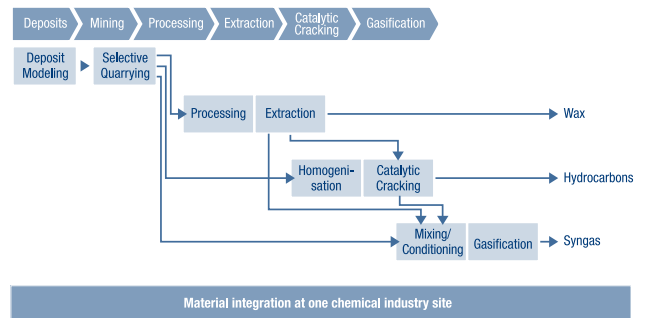 Deposits Mining Processing Extraction Catalytic Cracking Gasification
Deposit
Modeling
Selective
Quarrying
Processing
Extraction
Wax
Homogeni-
sation
Catalytic
Cracking
Hydrocarbons
Mixing/
Conditioning
Gasification
Syngas
Material integration at one chemical industry site